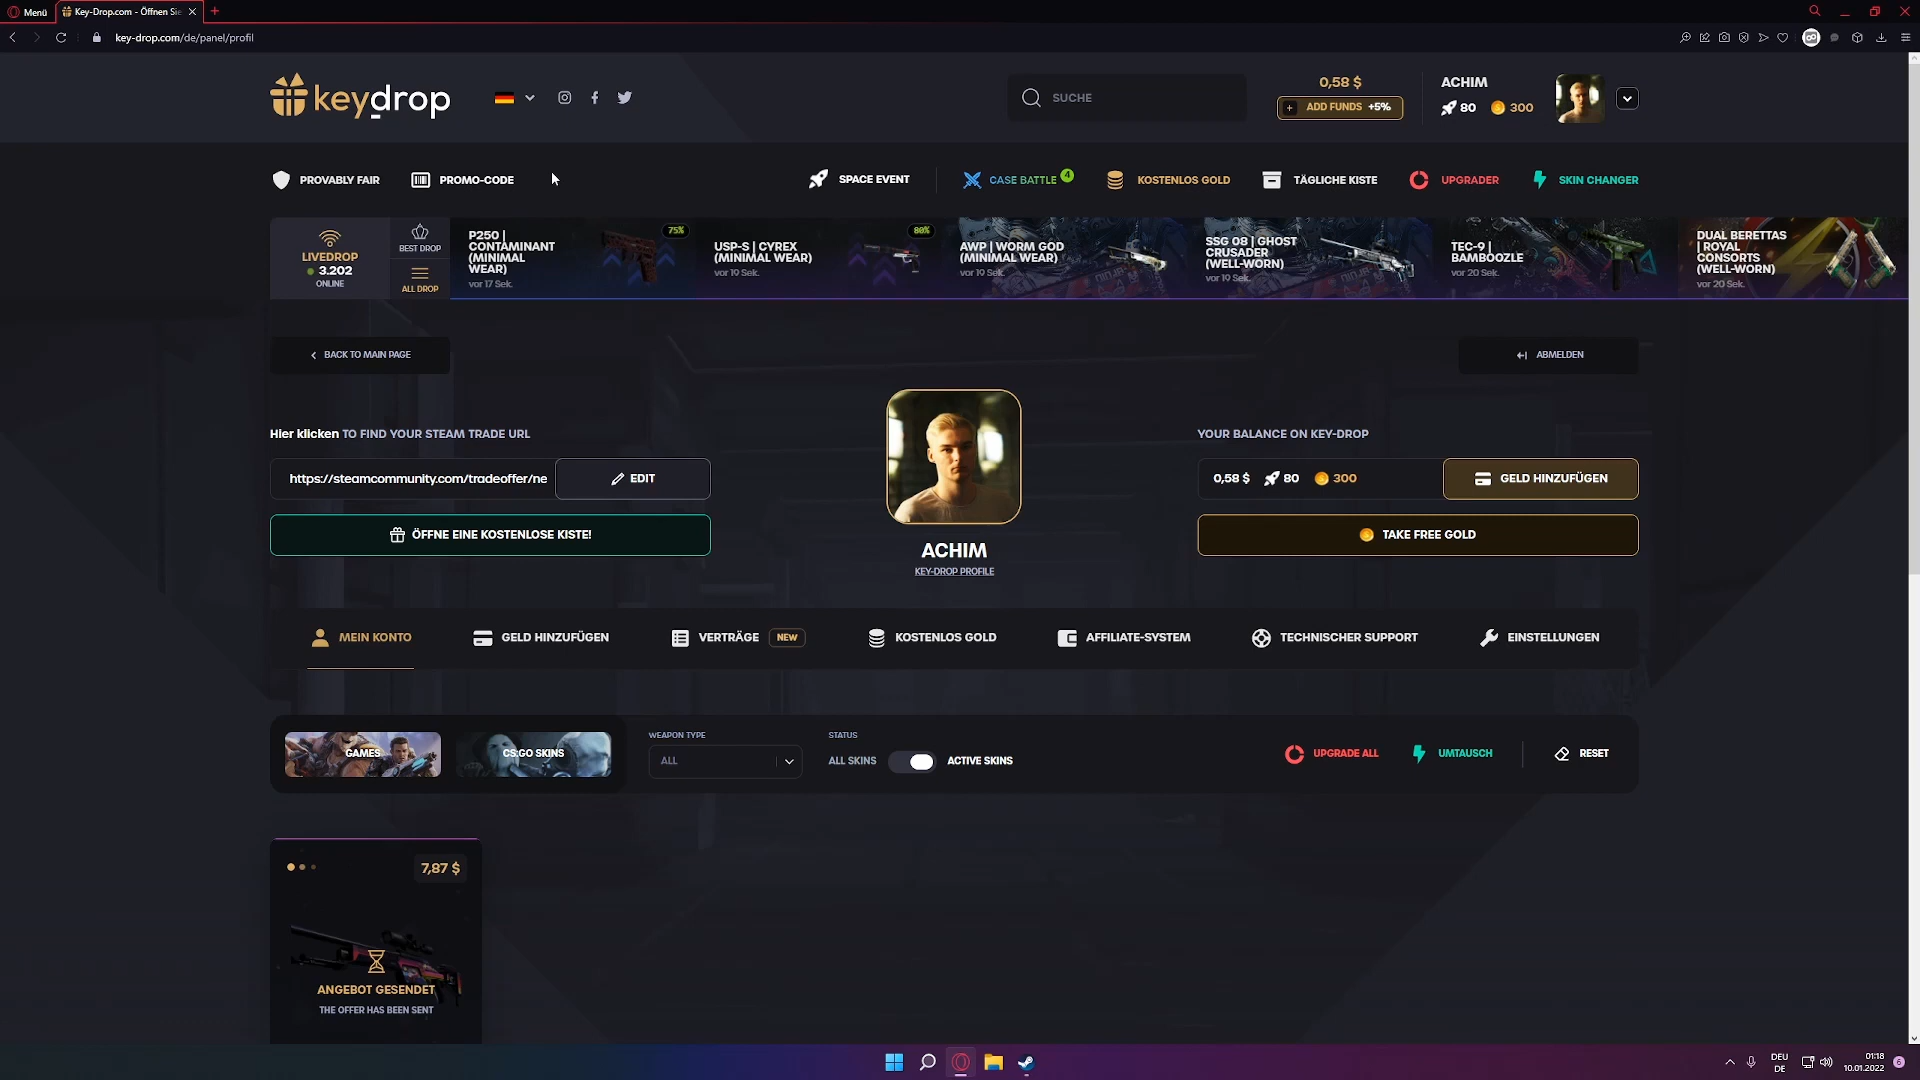 Menü
Key-Drop.com - Öffnen Sie
key-drop.com/de/panel/profil
keydrop
SUCHE
0,58 $
ADD FUNDS +5%
ACHIM
80 300
PROVABLY FAIR
PROMO-CODE
SPACE EVENT
CASE BATTLE 4
KOSTENLOS GOLD
TÄGLICHE KISTE
UPGRADER
SKIN CHANGER
LIVEDROP
3.202
ONLINE
BEST DROP
ALL DROP
P250 |
CONTAMINANT
(MINIMAL
WEAR)
vor 17 Sek.
75%
USP-S | CYREX
(MINIMAL WEAR)
vor 19 Sek.
80%
AWP | WORM GOD
(MINIMAL WEAR)
vor 19 Sek.
SSG 08 | GHOST
CRUSADER
(WELL-WORN)
vor 19 Sek.
TEC-9 |
BAMBOOZLE
vor 20 Sek.
DUAL BERETTAS
| ROYAL
CONSORTS
(WELL-WORN)
vor 20 Sek.
BACK TO MAIN PAGE
ABMELDEN
Hier klicken TO FIND YOUR STEAM TRADE URL
https://steamcommunity.com/tradeoffer/ne
EDIT
ÖFFNE EINE KOSTENLOSE KISTE!
ACHIM
KEY-DROP PROFILE
YOUR BALANCE ON KEY-DROP
0,58 $ 80 300
GELD HINZUFÜGEN
TAKE FREE GOLD
MEIN KONTO
GELD HINZUFÜGEN
VERTRÄGE NEW
KOSTENLOS GOLD
AFFILIATE-SYSTEM
TECHNISCHER SUPPORT
EINSTELLUNGEN
GAMES
CS:GO SKINS
WEAPON TYPE
ALL
STATUS
ALL SKINS
ACTIVE SKINS
UPGRADE ALL
UMTAUSCH
RESET
7,87 $
ANGEBOT GESENDET
THE OFFER HAS BEEN SENT
DEU
DE
01:18
10.01.2022
6